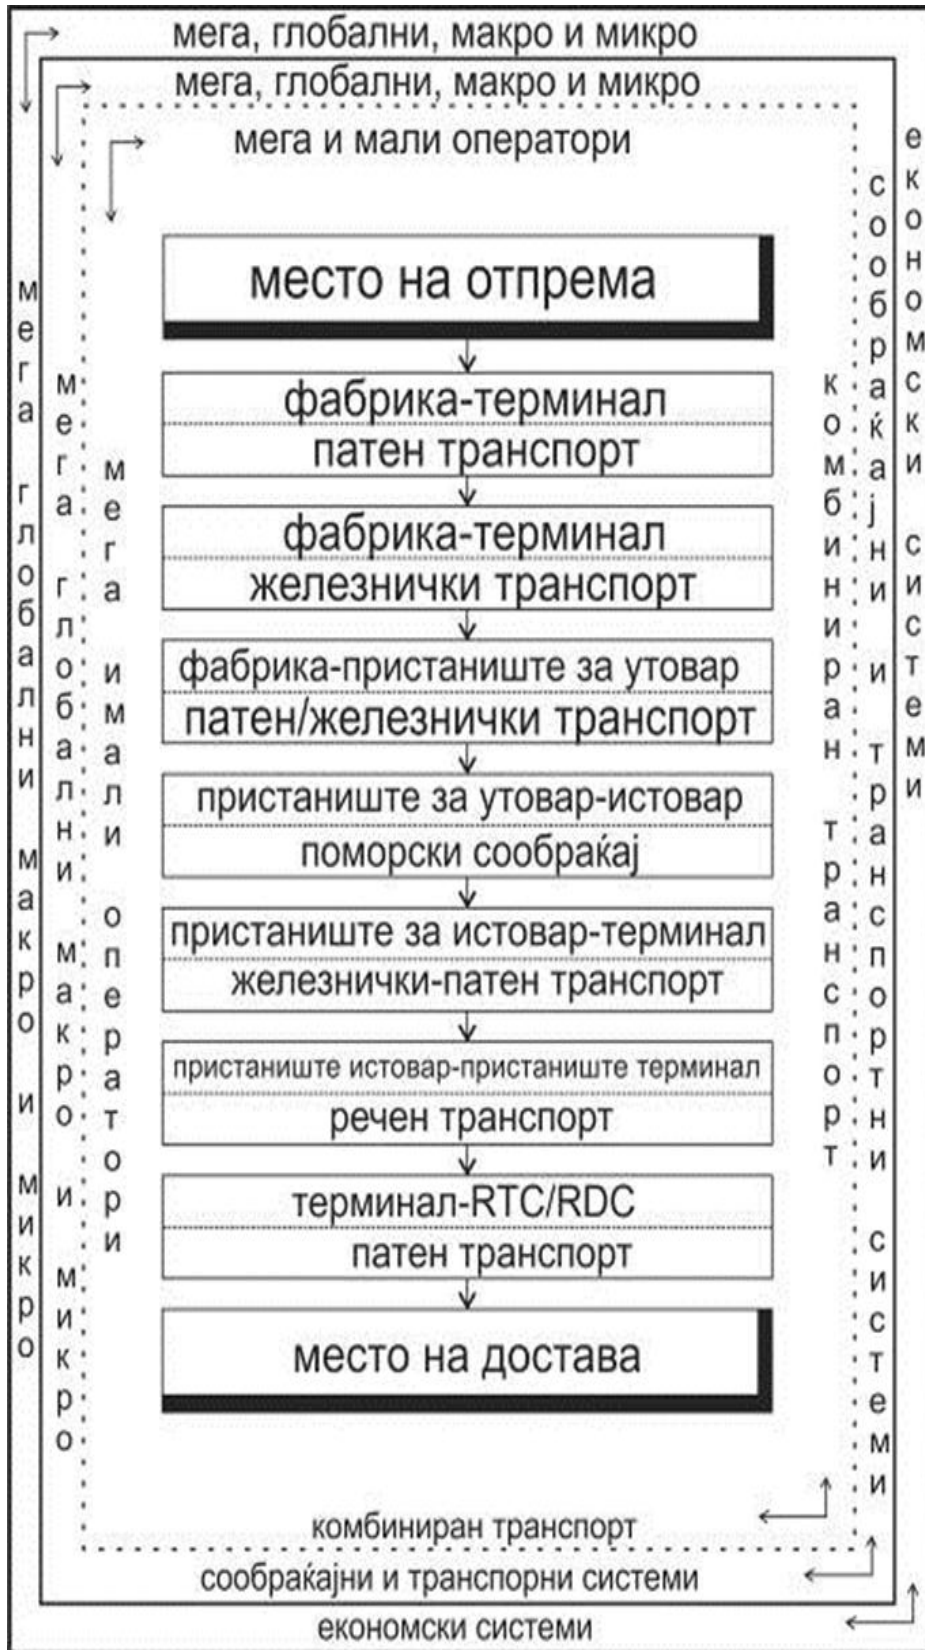 мега, глобални, макро и микро
мега, глобални, макро и микро
мега и мали оператори
место на отпрема
фабрика-терминал
патен транспорт
фабрика-терминал
железнички транспорт
фабрика-пристаниште за утовар
патен/железнички транспорт
пристаниште за утовар-истовар
поморски сообраќај
пристаниште за истовар-терминал
железнички-патен транспорт
пристаниште истовар-пристаниште терминал
речен транспорт
терминал-RTC/RDC
патен транспорт
место на достава
комбиниран транспорт
сообраќајни и транспорни системи
економски системи
мега глобални макро и микро
мега глобални макро и микро
мега и мали оператори
комбиниран транспорт
сообраќајни и транспортни системи
економски системи